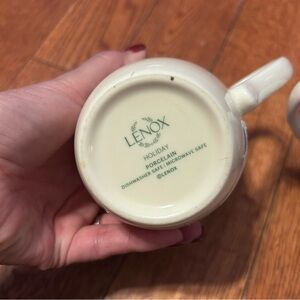 LENOX
HOLIDAY
PORCELAIN
DISHWASHER SAFE | MICROWAVE SAFE
©LENOX